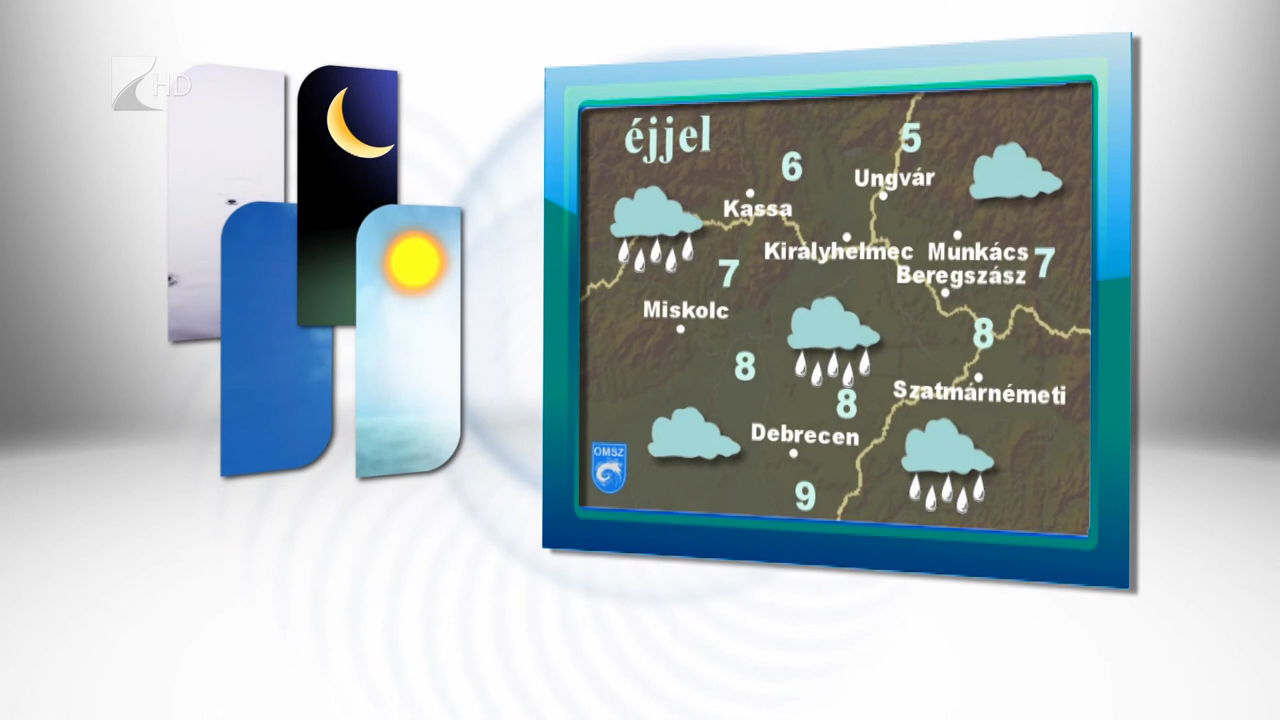 HD
éjjel
5
6
Ungvár
Kassa
Királyhelmec
Munkács
7
7
Beregszász
Miskolc
8
8
8
Szatmárnémeti
Debrecen
OMSZ
9